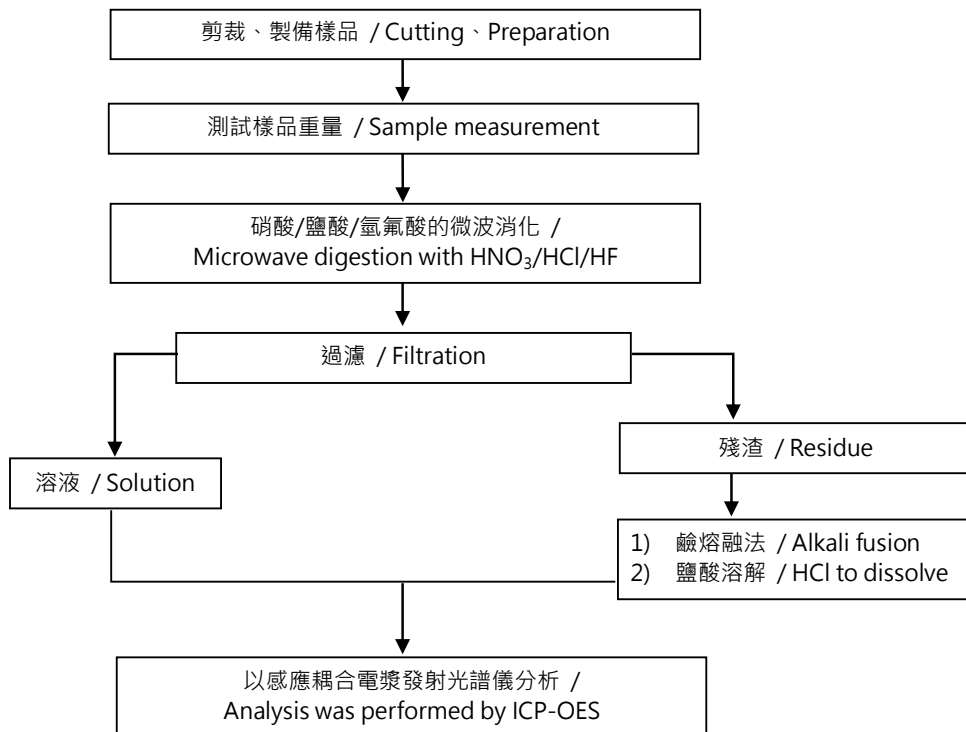 剪裁、製備樣品 / Cutting、Preparation
測試樣品重量 / Sample measurement
硝酸/鹽酸/氫氟酸的微波消化 /
Microwave digestion with HNO₃/HCl/HF
過濾 / Filtration
溶液 / Solution
殘渣 / Residue
1) 鹼熔融法 / Alkali fusion
2) 鹽酸溶解 / HCl to dissolve
以感應耦合電漿發射光譜儀分析 /
Analysis was performed by ICP-OES